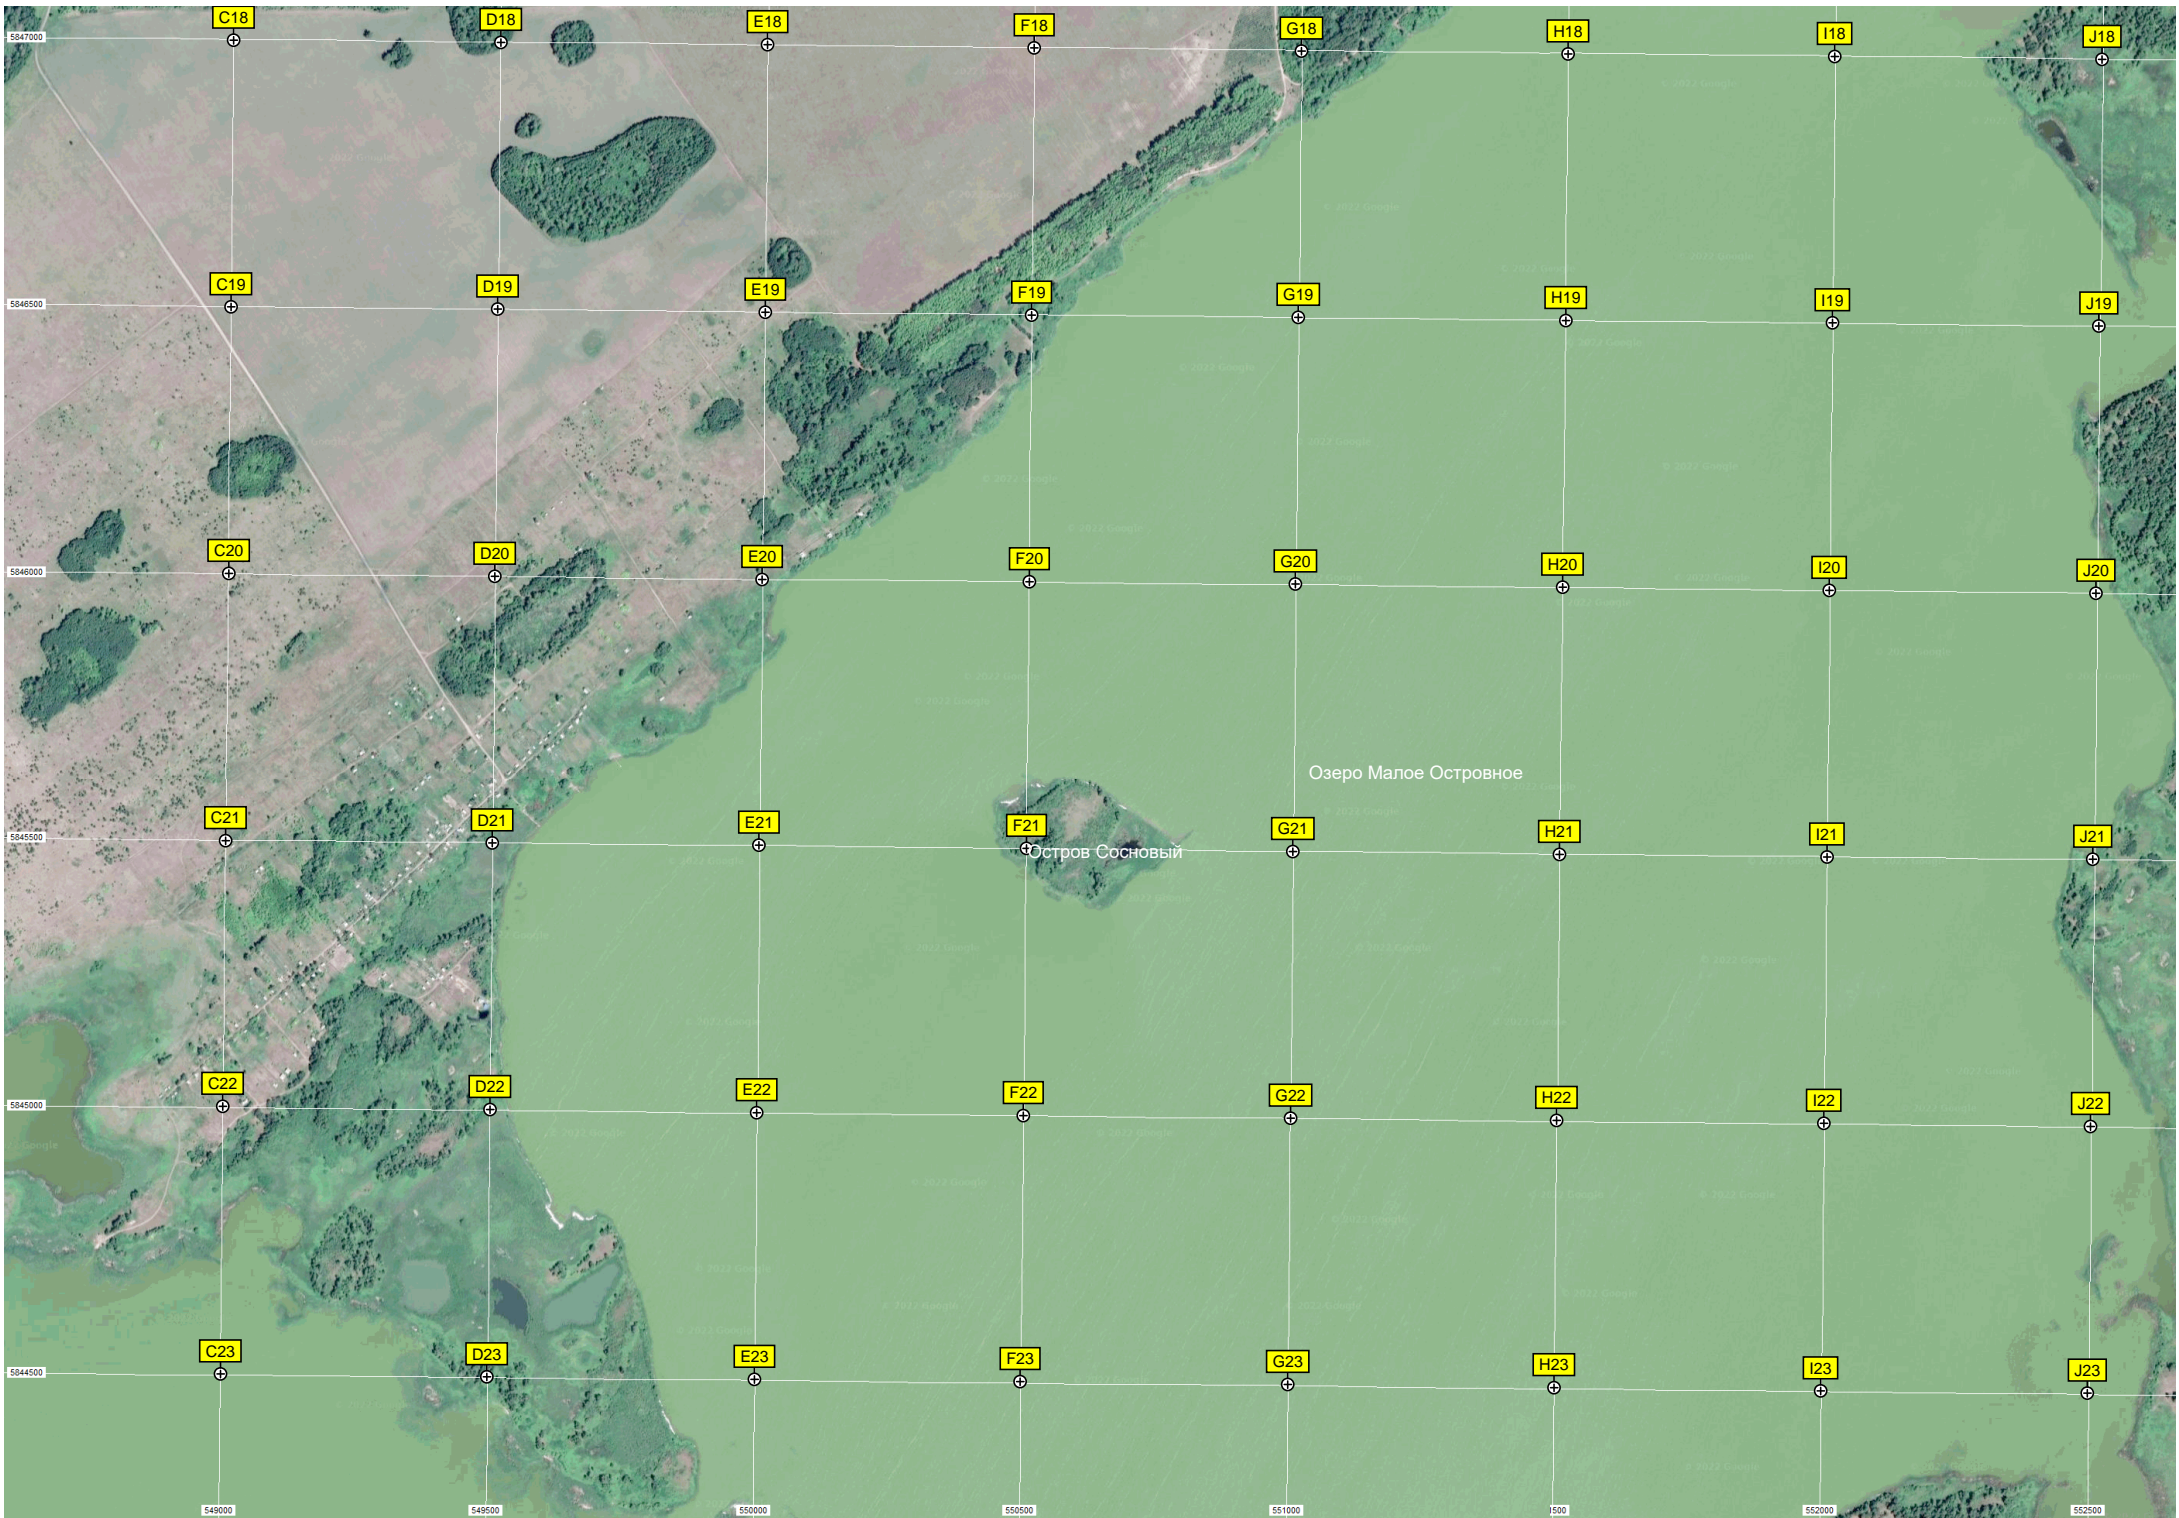 C18 D18 E18 F18 G18 H18 I18 J18
5847000
C19 D19 E19 F19 G19 H19 I19 J19
5846500
C20 D20 E20 F20 G20 H20 I20 J20
5846000
Озеро Малое Островное
C21 D21 E21 F21 G21 H21 I21 J21
5845500
Остров Сосновый
C22 D22 E22 F22 G22 H22 I22 J22
5845000
C23 D23 E23 F23 G23 H23 I23 J23
5844500
549000 549500 550000 550500 551000 500 552000 552500
© 2022 Google